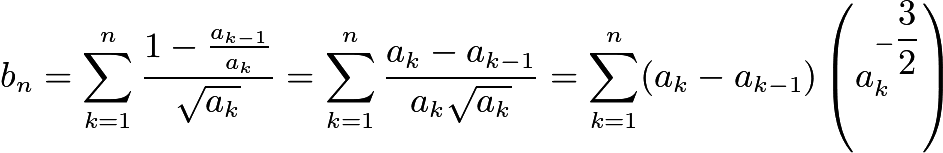 $b_n = \sum_{k=1}^{n} \frac{1 - \frac{a_{k-1}}{a_k}}{\sqrt{a_k}} = \sum_{k=1}^{n} \frac{a_k - a_{k-1}}{a_k \sqrt{a_k}} = \sum_{k=1}^{n} (a_k - a_{k-1}) \left( a_k^{-\dfrac{3}{2}} \right)$